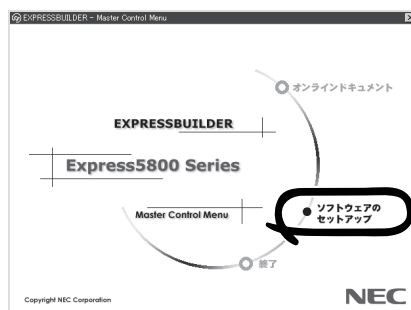 EXPRESSBUILDER - Master Control Menu
オンラインドキュメント
EXPRESSBUILDER
Express5800 Series
ソフトウェアの
セットアップ
Master Control Menu
終了
Copyright NEC Corporation
NEC